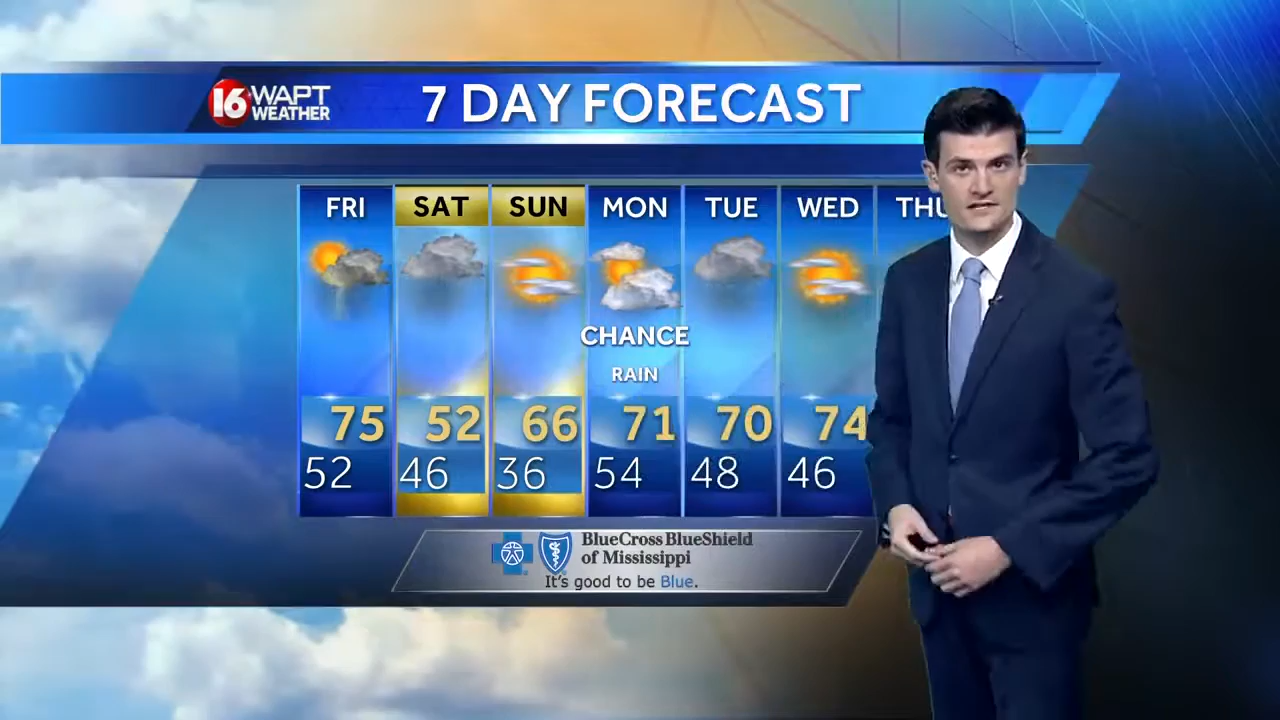 16 WAPT
WEATHER
7 DAY FORECAST
FRI SAT SUN MON TUE WED THU
CHANCE
RAIN
75 52 66 71 70 74
52 46 36 54 48 46
BlueCross BlueShield
of Mississippi
It's good to be Blue.